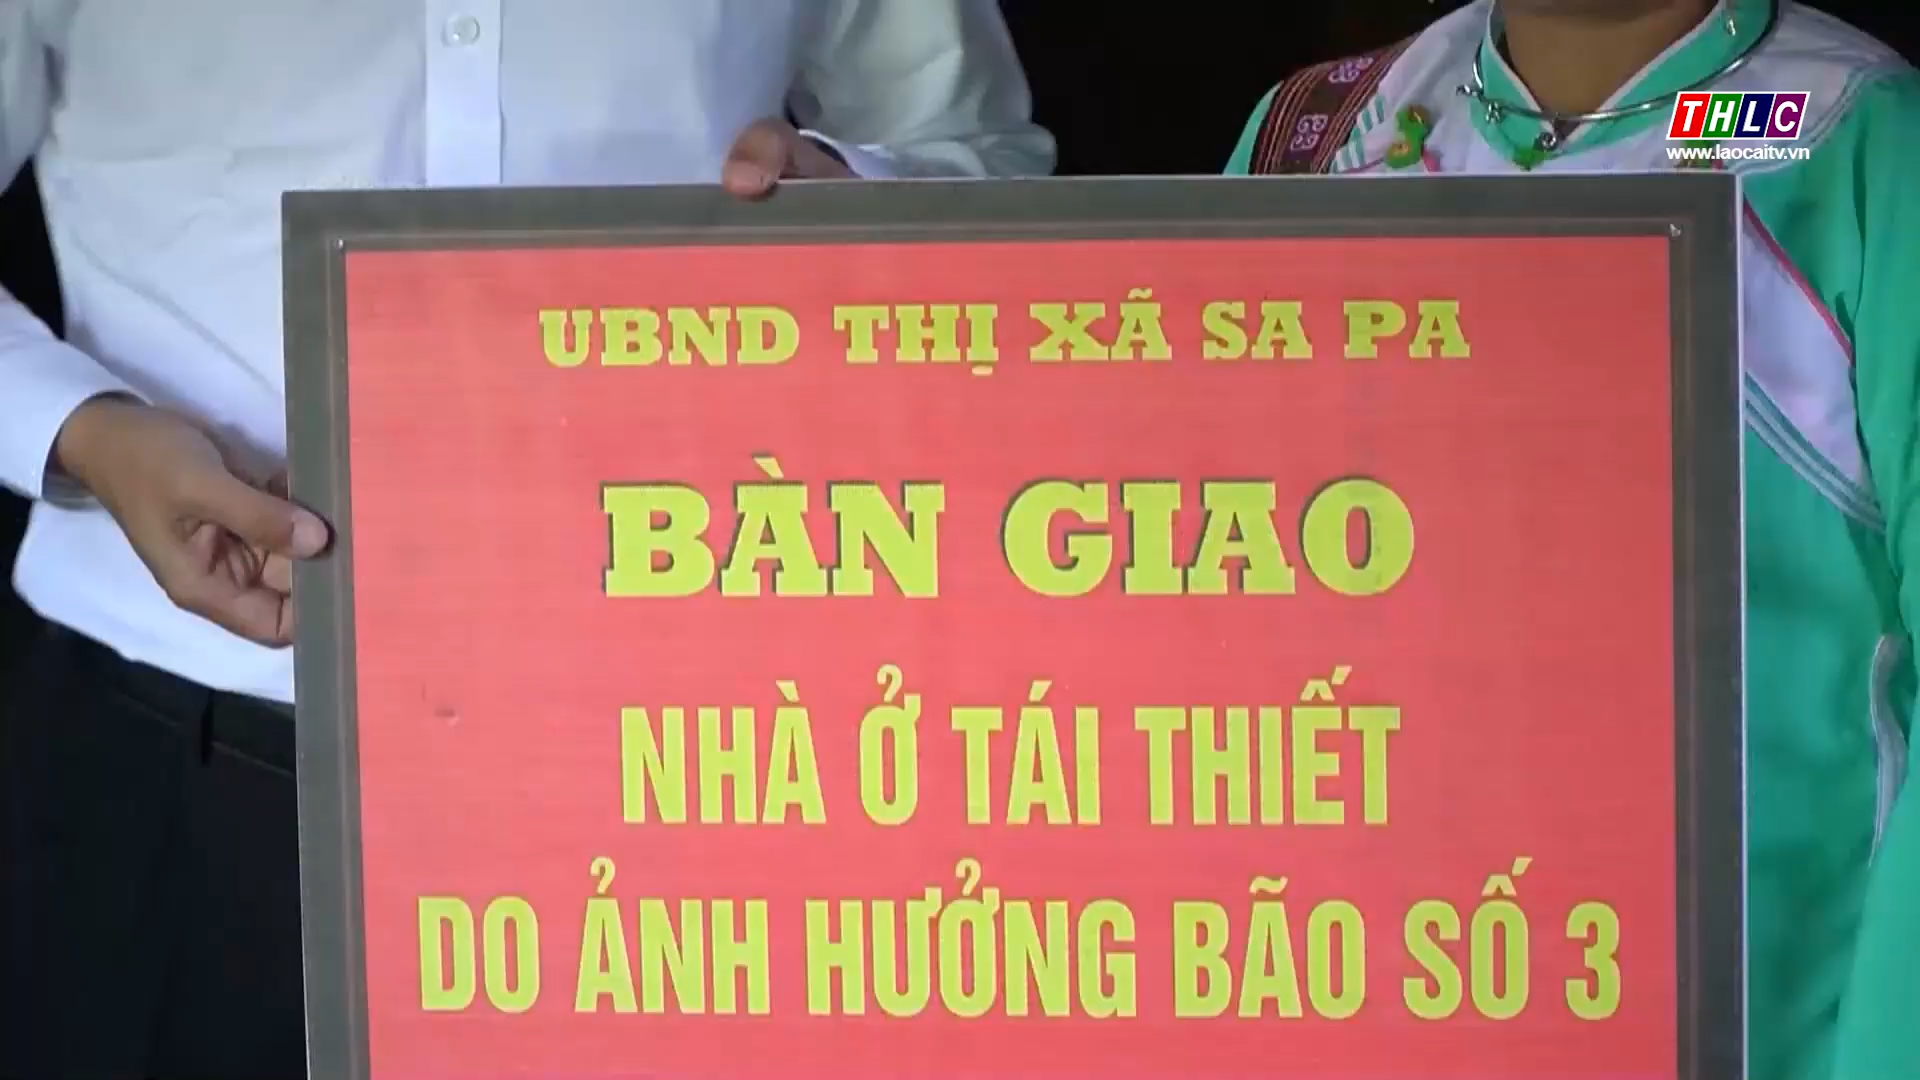 THLC
www.laocaitv.vn
UBND THỊ XÃ SA PA
BÀN GIAO
NHÀ Ở TÁI THIẾT
DO ẢNH HƯỞNG BÃO SỐ 3